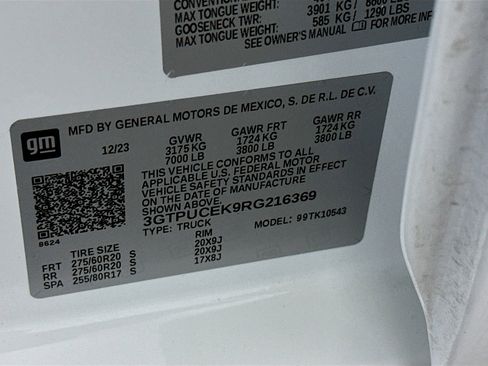 MAX TONGUE WEIGHT:
3901 KG / 8600 LBS
GOOSENECK TWR:
585 KG / 1290 LBS
MAX TONGUE WEIGHT:
SEE OWNER'S MANUAL FOR MORE
gm
MFD BY GENERAL MOTORS DE MEXICO, S. DE R.L. DE C.V.
12/23 GVWR GAWR FRT GAWR RR
3175 KG 1724 KG 1724 KG
7000 LB 3800 LB 3800 LB
THIS VEHICLE CONFORMS TO ALL
APPLICABLE U.S. FEDERAL MOTOR
VEHICLE SAFETY STANDARDS IN EFFECT
ON THE DATE OF MANUFACTURE
SHOWN ABOVE.
3GTPUCEK9RG216369
TYPE: TRUCK 99TK10543
8624
TIRE SIZE RIM
FRT 275/60R20 S 20X9J
RR 275/60R20 S 20X9J
SPA 255/80R17 S 17X8J